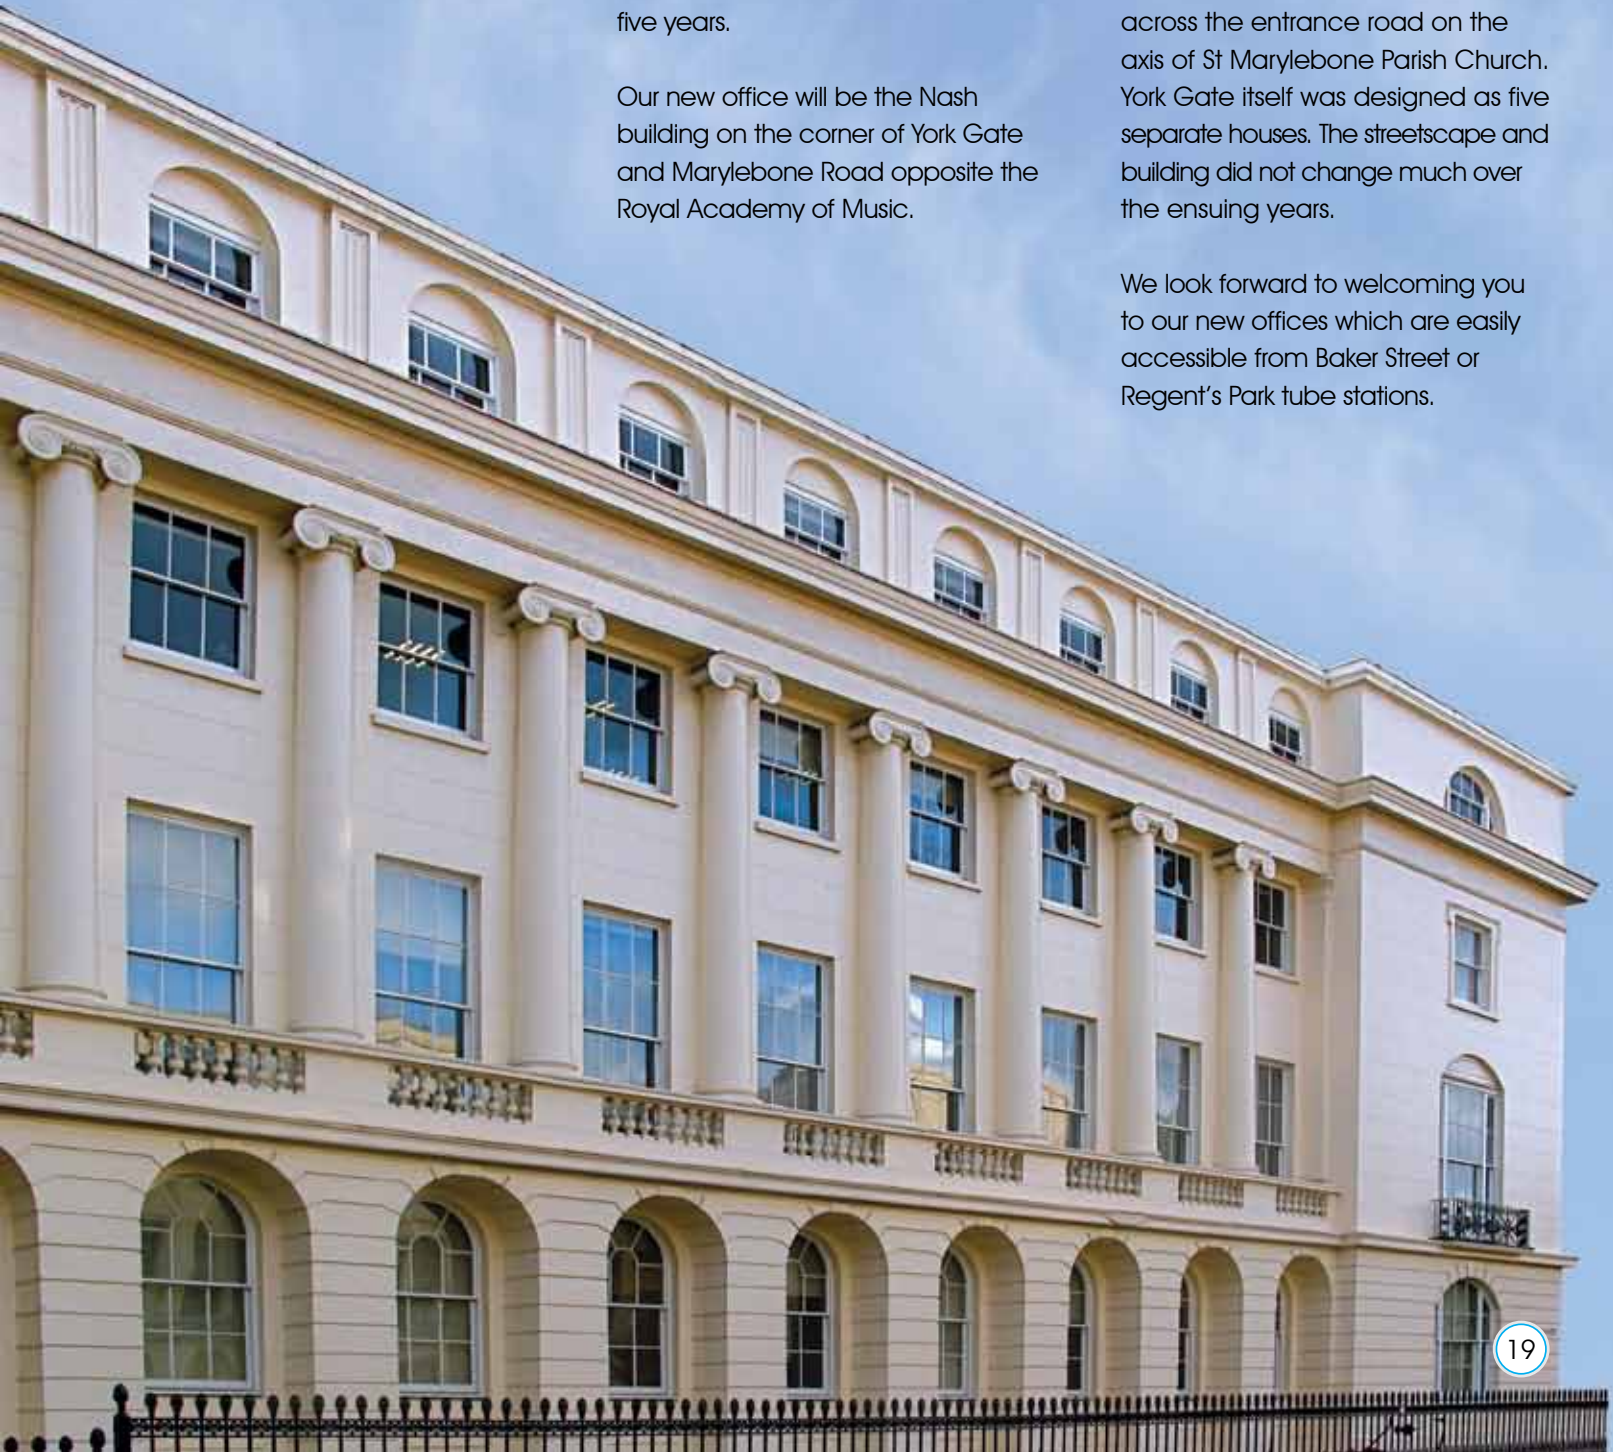 five years.
Our new office will be the Nash
building on the corner of York Gate
and Marylebone Road opposite the
Royal Academy of Music.
across the entrance road on the
axis of St Marylebone Parish Church.
York Gate itself was designed as five
separate houses. The streetscape and
building did not change much over
the ensuing years.
We look forward to welcoming you
to our new offices which are easily
accessible from Baker Street or
Regent's Park tube stations.
19